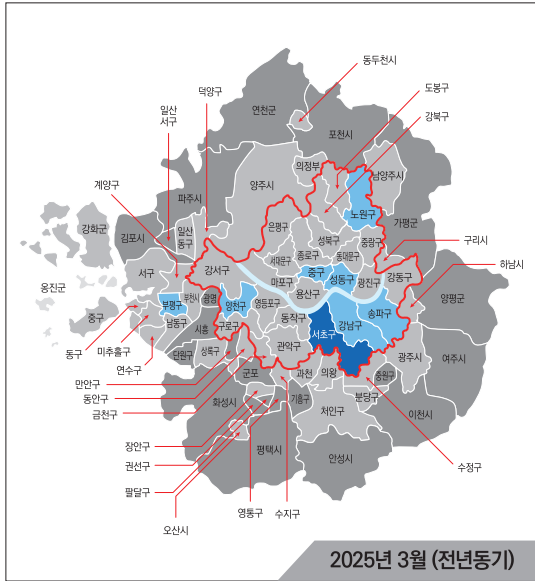 동두천시
도봉구
강북구
덕양구
일산
서구
연천군
포천시
의정부
남양주시
계양구
양주시
파주시
노원구
가평군
강화군
김포시
일산
동구
은평구
성북구
중랑구
구리시
서대문구
종로구
동대문구
하남시
서구
강서구
마포구
중구
성동구
광진구
강동구
옹진군
부천시
광명
양천구
영등포구
용산구
송파구
양평군
중구
부평구
남동구
시흥
구로구
동작구
서초구
강남구
동구
미추홀구
연수구
단원구
상록구
관악구
광주시
여주시
만안구
동안구
금천구
군포
과천
의왕
중원구
분당구
화성시
기흥구
처인구
이천시
장안구
권선구
팔달구
오산시
평택시
안성시
수정구
영통구
수지구
2025년 3월 (전년동기)